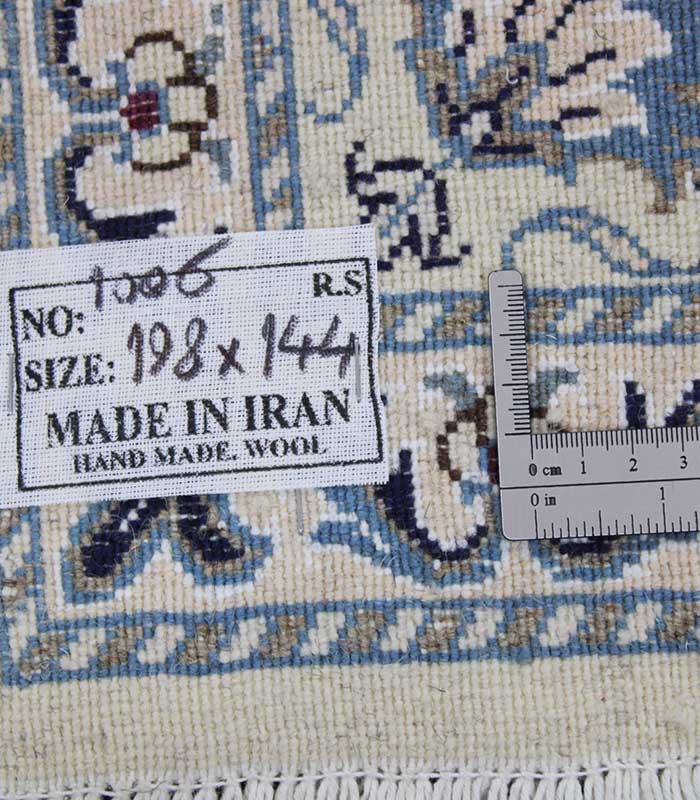 NO: 1006 R.S
SIZE: 198 x 144
MADE IN IRAN
HAND MADE. WOOL
0 cm 1 2 3
0 in 1